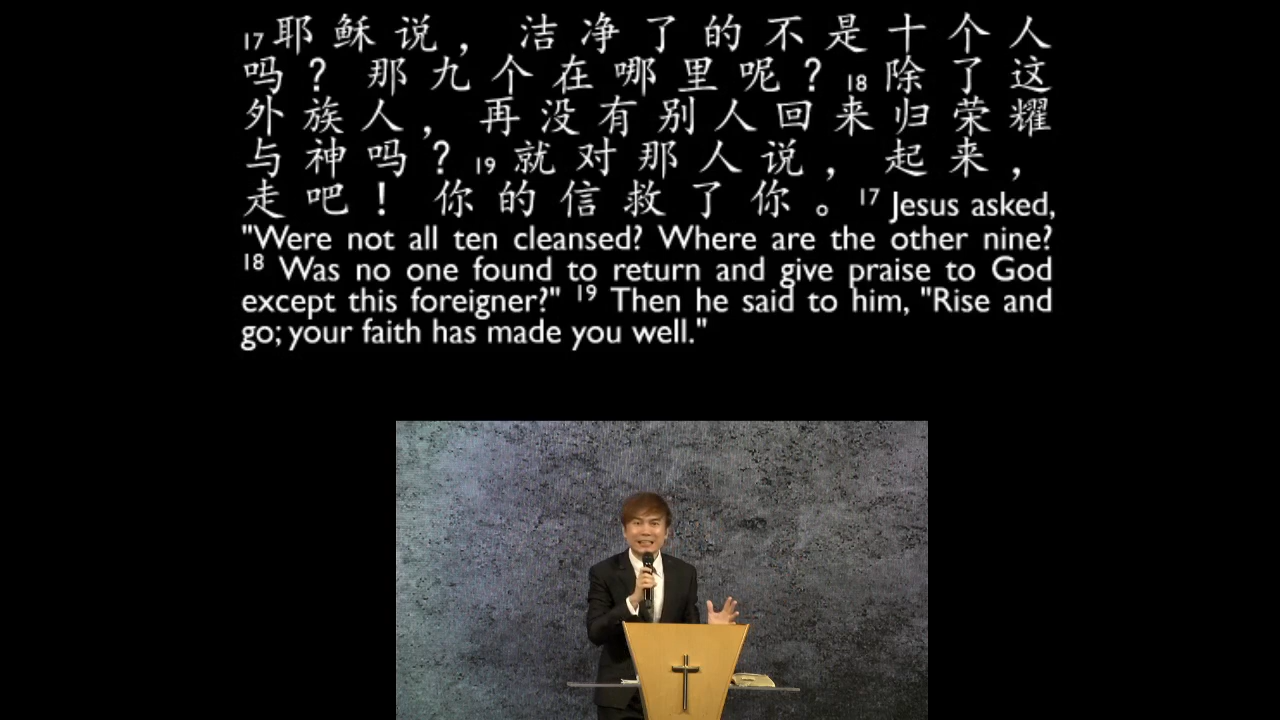 17耶稣说，洁净了的不是十个人
吗？那九个在哪里呢？18除了这
外族人，再没有别人回来归荣耀
与神吗？19就对那人说，起来，
走吧！你的信救了你。17 Jesus asked,
"Were not all ten cleansed? Where are the other nine?
18 Was no one found to return and give praise to God
except this foreigner?" 19 Then he said to him, "Rise and
go; your faith has made you well."